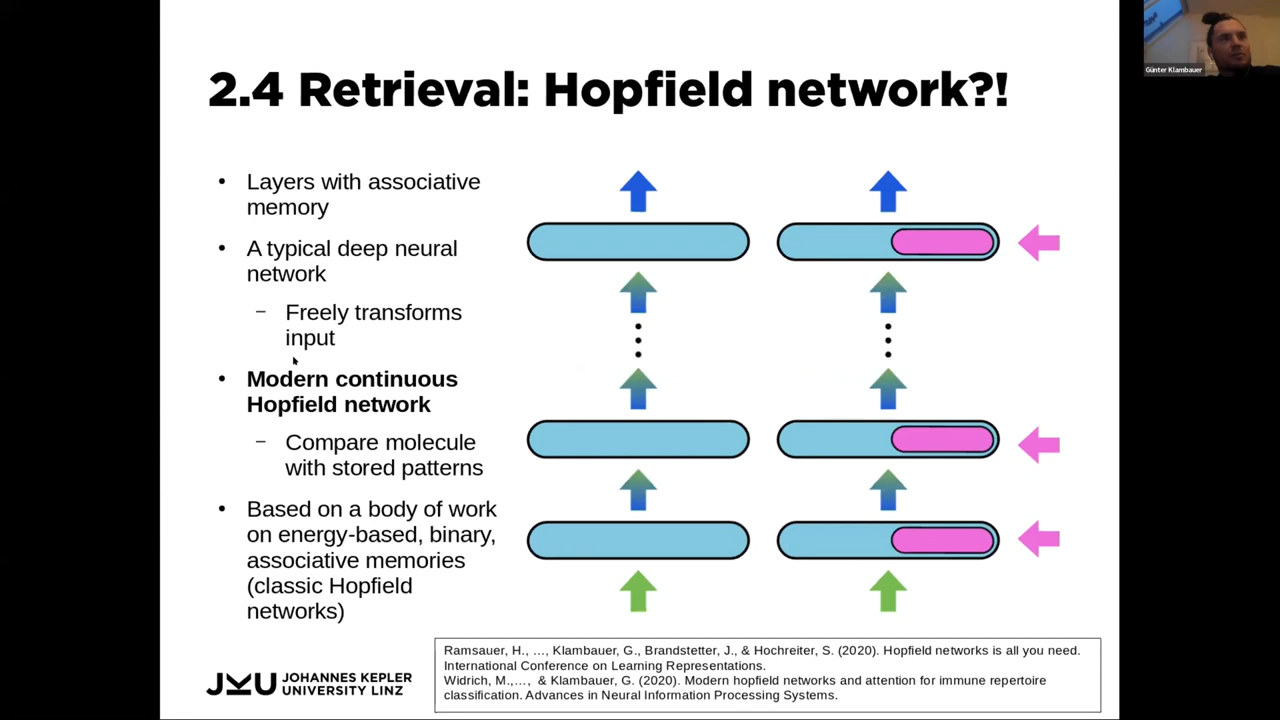 2.4 Retrieval: Hopfield network?!
Günter Klambauer
• Layers with associative
memory
• A typical deep neural
network
– Freely transforms
input
• Modern continuous
Hopfield network
– Compare molecule
with stored patterns
• Based on a body of work
on energy-based, binary,
associative memories
(classic Hopfield
networks)
Ramsauer, H., ..., Klambauer, G., Brandstetter, J., & Hochreiter, S. (2020). Hopfield networks is all you need.
International Conference on Learning Representations.
Widrich, M.,..., & Klambauer, G. (2020). Modern hopfield networks and attention for immune repertoire
classification. Advances in Neural Information Processing Systems.
JKU JOHANNES KEPLER
UNIVERSITY LINZ